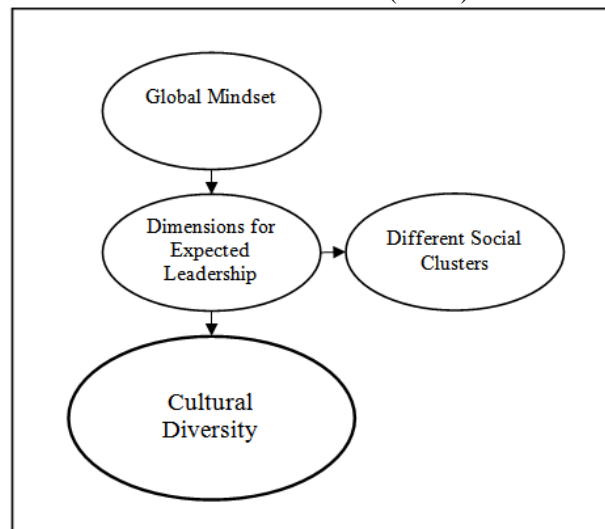 Global Mindset
Dimensions for
Expected
Leadership
Different Social
Clusters
Cultural
Diversity